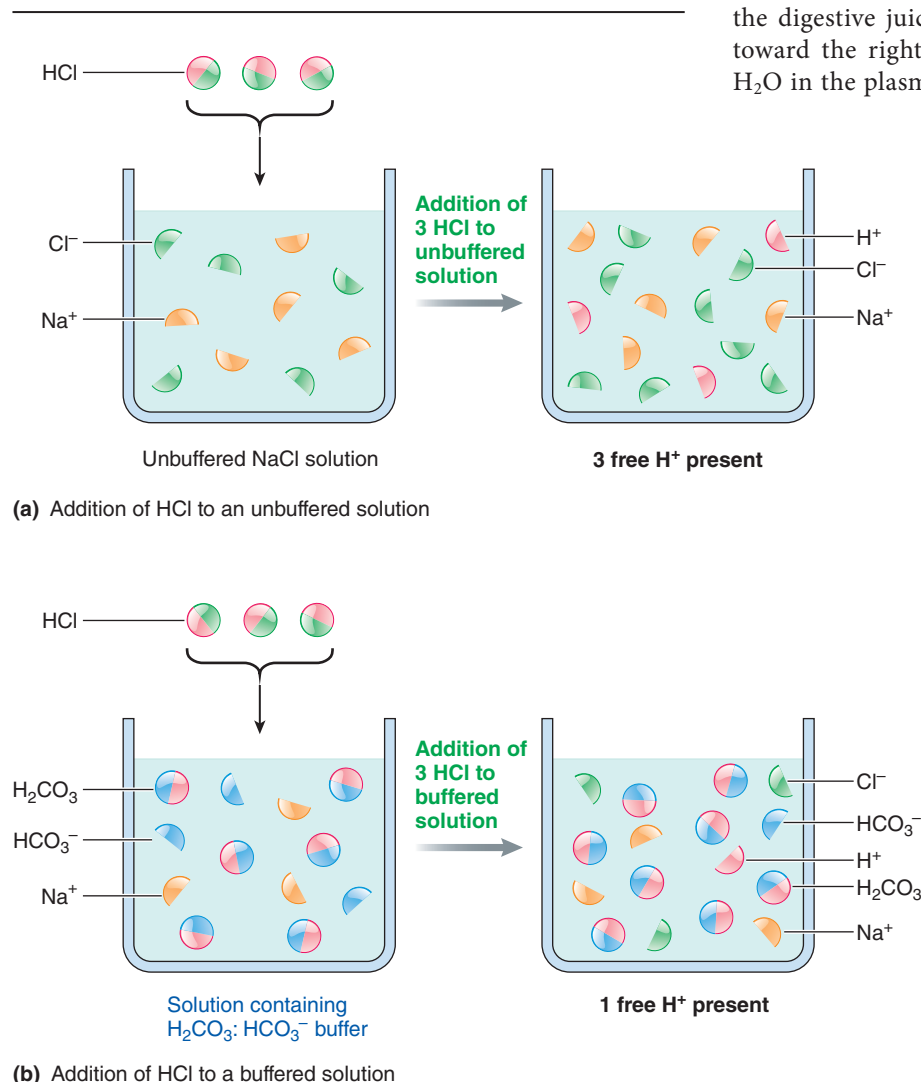 the digestive juic
toward the right
H₂O in the plasm
HCl
Cl⁻
Na⁺
Addition of
3 HCl to
unbuffered
solution
H⁺
Cl⁻
Na⁺
Unbuffered NaCl solution
3 free H⁺ present
(a) Addition of HCl to an unbuffered solution
HCl
H₂CO₃
HCO₃⁻
Na⁺
Addition of
3 HCl to
buffered
solution
Cl⁻
HCO₃⁻
H⁺
H₂CO₃
Na⁺
Solution containing
H₂CO₃: HCO₃⁻ buffer
1 free H⁺ present
(b) Addition of HCl to a buffered solution